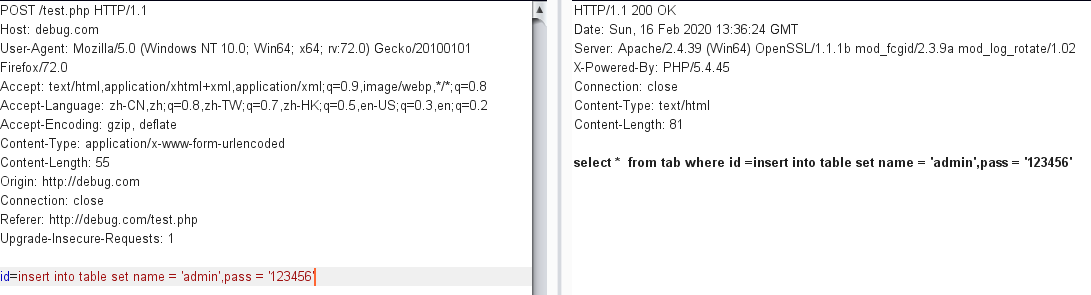 POST /test.php HTTP/1.1
Host: debug.com
User-Agent: Mozilla/5.0 (Windows NT 10.0; Win64; x64; rv:72.0) Gecko/20100101
Firefox/72.0
Accept: text/html,application/xhtml+xml,application/xml;q=0.9,image/webp,*/*;q=0.8
Accept-Language: zh-CN,zh;q=0.8,zh-TW;q=0.7,zh-HK;q=0.5,en-US;q=0.3,en;q=0.2
Accept-Encoding: gzip, deflate
Content-Type: application/x-www-form-urlencoded
Content-Length: 55
Origin: http://debug.com
Connection: close
Referer: http://debug.com/test.php
Upgrade-Insecure-Requests: 1
id=insert into table set name = 'admin',pass = '123456'
HTTP/1.1 200 OK
Date: Sun, 16 Feb 2020 13:36:24 GMT
Server: Apache/2.4.39 (Win64) OpenSSL/1.1.1b mod_fcgid/2.3.9a mod_log_rotate/1.02
X-Powered-By: PHP/5.4.45
Connection: close
Content-Type: text/html
Content-Length: 81
select *  from tab where id =insert into table set name = 'admin',pass = '123456'